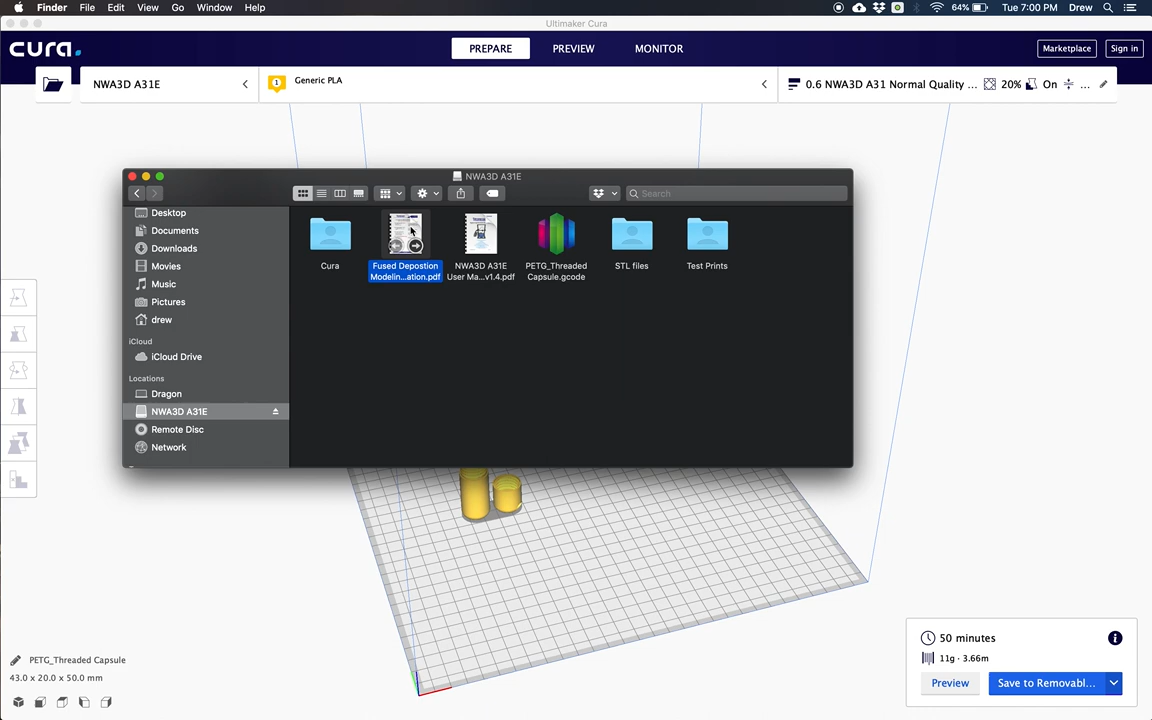 Finder File Edit View Go Window Help
64% Tue 7:00 PM Drew
Ultimaker Cura
cura.
PREPARE PREVIEW MONITOR
Marketplace Sign in
NWA3D A31E
1 Generic PLA
0.6 NWA3D A31 Normal Quality ... 20% On ...
NWA3D A31E
Search
Desktop
Documents
Downloads
Movies
Music
Pictures
drew
iCloud
iCloud Drive
Locations
Dragon
NWA3D A31E
Remote Disc
Network
Cura
Fused Depostion
Modelin...ation.pdf
NWA3D A31E
User Ma...v1.4.pdf
PETG_Threaded
Capsule.gcode
STL files
Test Prints
PETG_Threaded Capsule
43.0 x 20.0 x 50.0 mm
50 minutes
11g · 3.66m
Preview Save to Removabl...